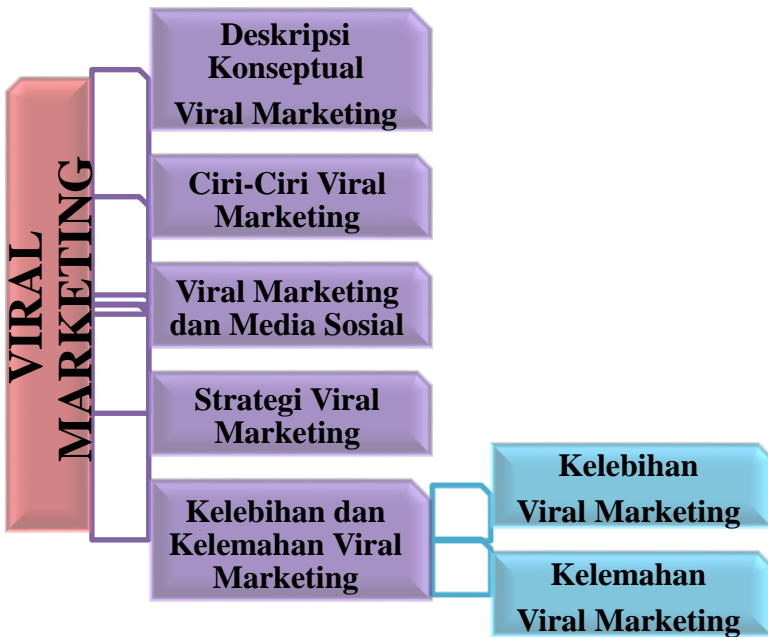 VIRAL
MARKETING
Deskripsi
Konseptual
Viral Marketing
Ciri-Ciri Viral
Marketing
Viral Marketing
dan Media Sosial
Strategi Viral
Marketing
Kelebihan dan
Kelemahan Viral
Marketing
Kelebihan
Viral Marketing
Kelemahan
Viral Marketing